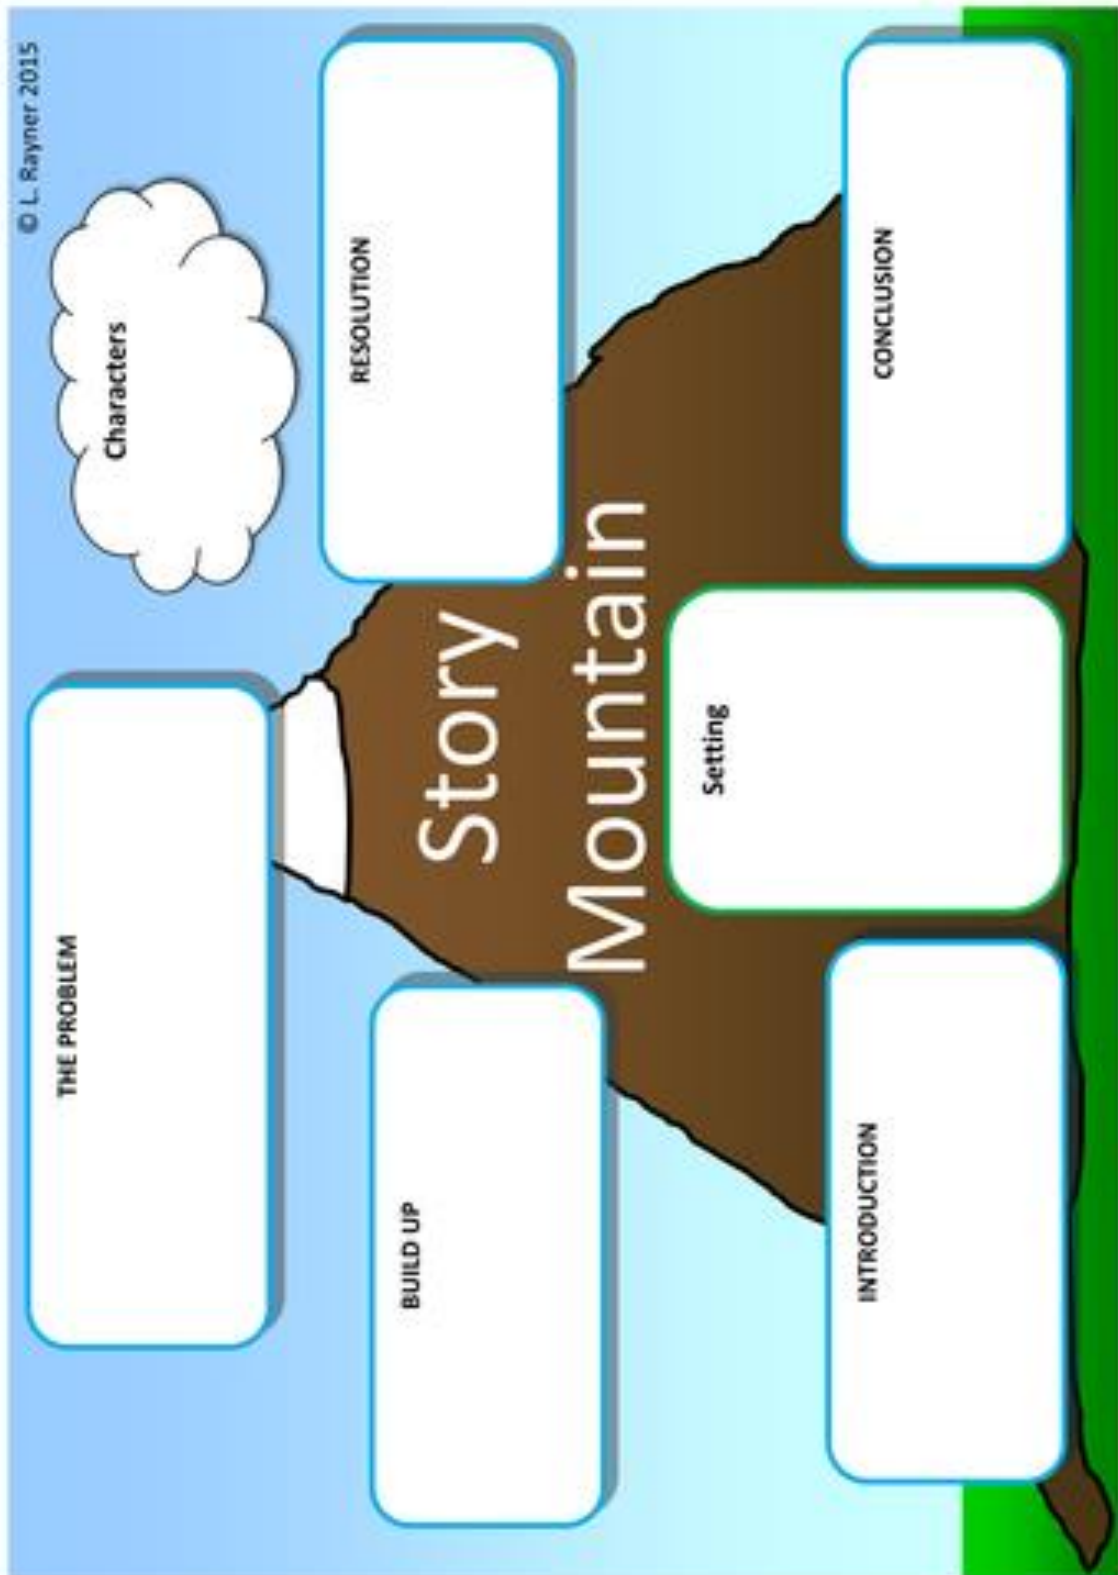 © L. Rayner 2015
THE PROBLEM
Characters
BUILD UP
RESOLUTION
Story
Mountain
INTRODUCTION
Setting
CONCLUSION